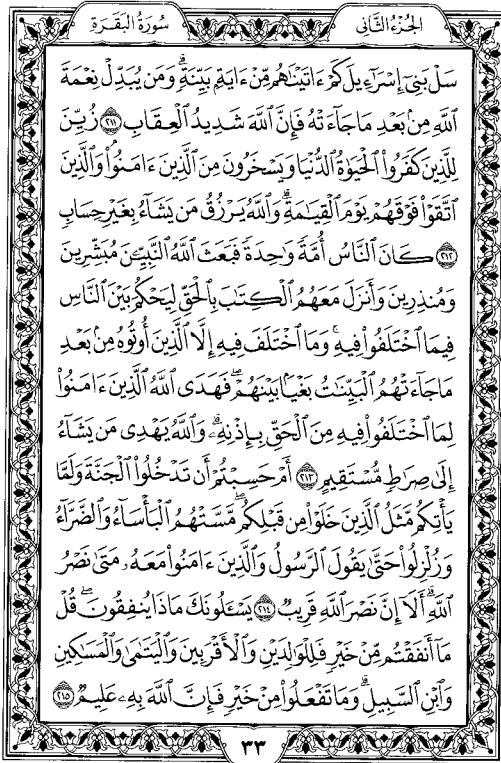 الجزء الثاني
سورة البقرة
سَلْ بَنِىٓ إِسْرَٰٓءِيلَ كَمْ ءَاتَيْنَٰهُم مِّنْ ءَايَةٍۭ بَيِّنَةٍۗ وَمَن يُبَدِّلْ نِعْمَةَ
ٱللَّهِ مِنۢ بَعْدِ مَا جَآءَتْهُ فَإِنَّ ٱللَّهَ شَدِيدُ ٱلْعِقَابِ ٢١١ زُيِّنَ
لِلَّذِينَ كَفَرُوا۟ ٱلْحَيَوٰةُ ٱلدُّنْيَا وَيَسْخَرُونَ مِنَ ٱلَّذِينَ ءَامَنُوا۟ۘ وَٱلَّذِينَ
ٱتَّقَوْا۟ فَوْقَهُمْ يَوْمَ ٱلْقِيَٰمَةِۗ وَٱللَّهُ يَرْزُقُ مَن يَشَآءُ بِغَيْرِ حِسَابٍ
٢١٢ كَانَ ٱلنَّاسُ أُمَّةً وَٰحِدَةً فَبَعَثَ ٱللَّهُ ٱلنَّبِيِّۦنَ مُبَشِّرِينَ
وَمُنذِرِينَ وَأَنزَلَ مَعَهُمُ ٱلْكِتَٰبَ بِٱلْحَقِّ لِيَحْكُمَ بَيْنَ ٱلنَّاسِ
فِيمَا ٱخْتَلَفُوا۟ فِيهِۚ وَمَا ٱخْتَلَفَ فِيهِ إِلَّا ٱلَّذِينَ أُوتُوهُ مِنۢ بَعْدِ
مَا جَآءَتْهُمُ ٱلْبَيِّنَٰتُ بَغْيًۢا بَيْنَهُمْۖ فَهَدَى ٱللَّهُ ٱلَّذِينَ ءَامَنُوا۟
لِمَا ٱخْتَلَفُوا۟ فِيهِ مِنَ ٱلْحَقِّ بِإِذْنِهِۦۗ وَٱللَّهُ يَهْدِى مَن يَشَآءُ
إِلَىٰ صِرَٰطٍ مُّسْتَقِيمٍ ٢١٣ أَمْ حَسِبْتُمْ أَن تَدْخُلُوا۟ ٱلْجَنَّةَ وَلَمَّا
يَأْتِكُم مَّثَلُ ٱلَّذِينَ خَلَوْا۟ مِن قَبْلِكُمۖ مَّسَّتْهُمُ ٱلْبَأْسَآءُ وَٱلضَّرَّآءُ
وَزُلْزِلُوا۟ حَتَّىٰ يَقُولَ ٱلرَّسُولُ وَٱلَّذِينَ ءَامَنُوا۟ مَعَهُۥ مَتَىٰ نَصْرُ
ٱللَّهِۗ أَلَآ إِنَّ نَصْرَ ٱللَّهِ قَرِيبٌ ٢١٤ يَسْـَٔلُونَكَ مَاذَا يُنفِقُونَۖ قُلْ
مَآ أَنفَقْتُم مِّنْ خَيْرٍ فَلِلْوَٰلِدَيْنِ وَٱلْأَقْرَبِينَ وَٱلْيَتَٰمَىٰ وَٱلْمَسَٰكِينِ
وَٱبْنِ ٱلسَّبِيلِۗ وَمَا تَفْعَلُوا۟ مِنْ خَيْرٍ فَإِنَّ ٱللَّهَ بِهِۦ عَلِيمٌ ٢١٥
٣٣